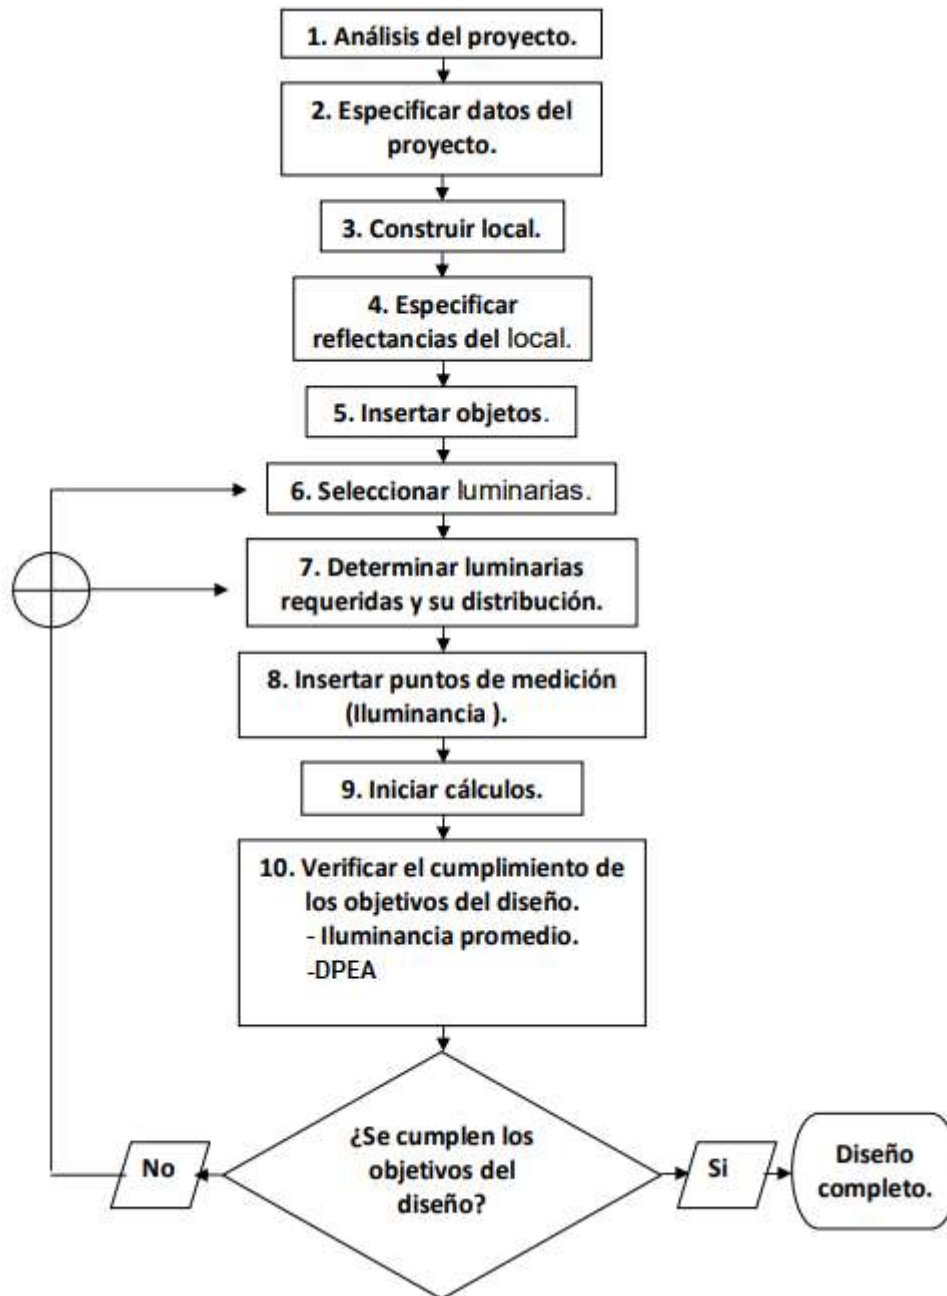 1. Análisis del proyecto.
2. Especificar datos del
proyecto.
3. Construir local.
4. Especificar
reflectancias del local.
5. Insertar objetos.
6. Seleccionar luminarias.
7. Determinar luminarias
requeridas y su distribución.
8. Insertar puntos de medición
(Iluminancia ).
9. Iniciar cálculos.
10. Verificar el cumplimiento de
los objetivos del diseño.
- Iluminancia promedio.
-DPEA
¿Se cumplen los
objetivos del
diseño?
No
Si
Diseño
completo.